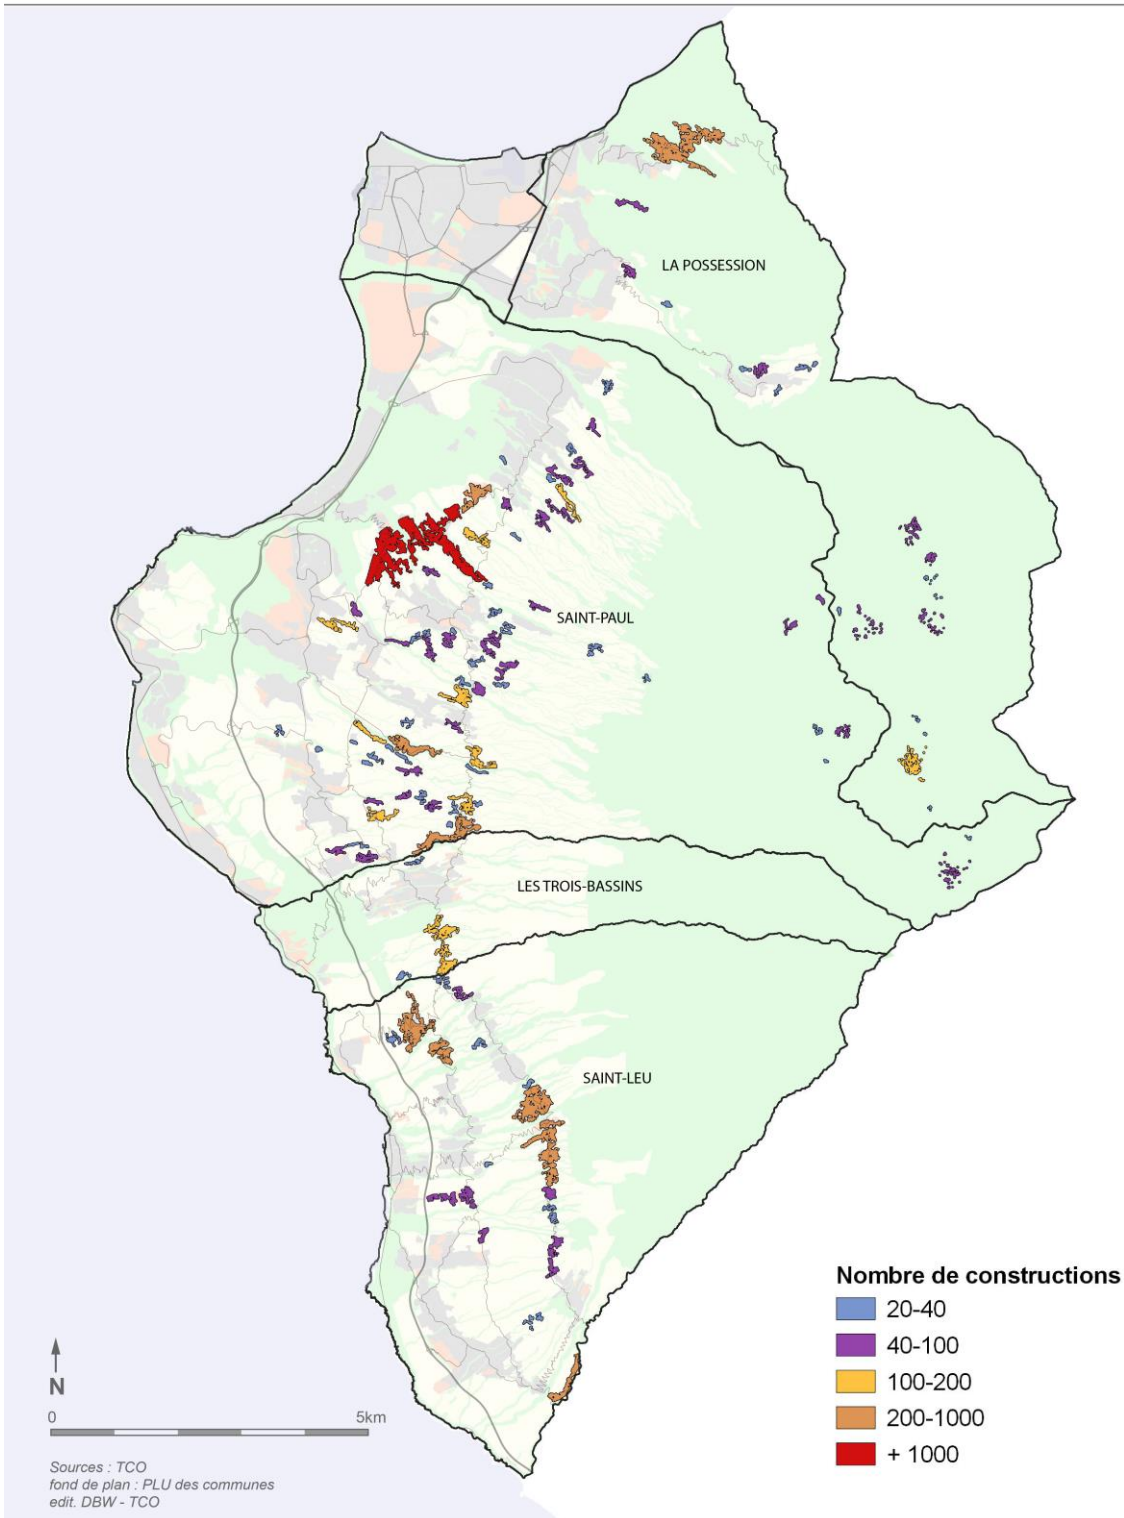 LA POSSESSION
SAINT-PAUL
LES TROIS-BASSINS
SAINT-LEU
Nombre de constructions
20-40
40-100
100-200
200-1000
+ 1000
N
0 5km
Sources : TCO
fond de plan : PLU des communes
edit. DBW - TCO